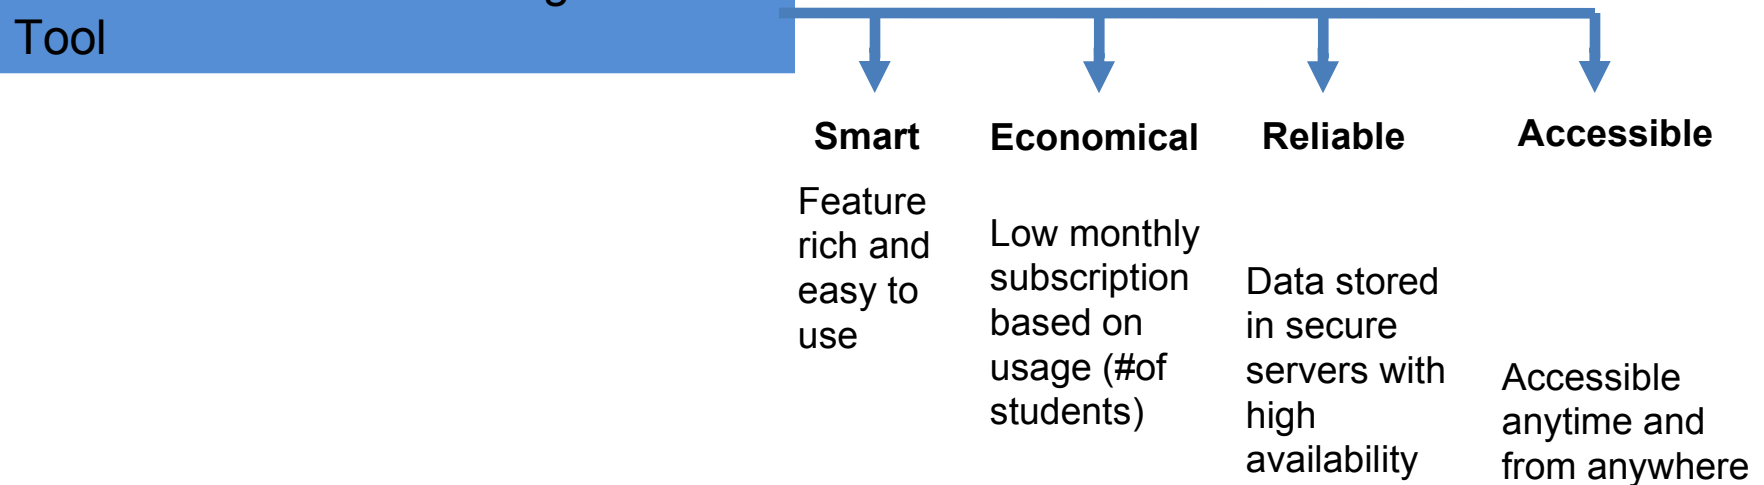 Tool
Smart
Economical
Reliable
Accessible
Feature
rich and
easy to
use
Low monthly
subscription
based on
usage (#of
students)
Data stored
in secure
servers with
high
availability
Accessible
anytime and
from anywhere